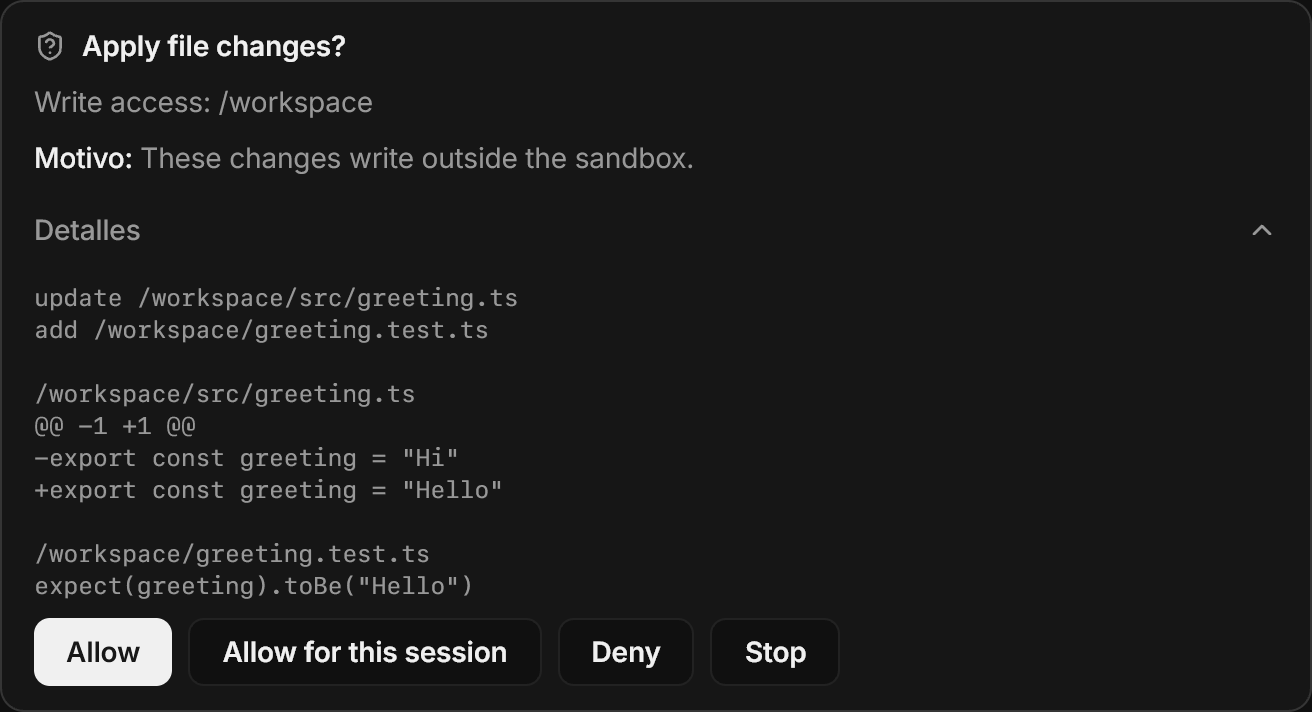 Apply file changes?
Write access: /workspace
Motivo: These changes write outside the sandbox.
Detalles
update /workspace/src/greeting.ts
add /workspace/greeting.test.ts
/workspace/src/greeting.ts
@@ −1 +1 @@
−export const greeting = "Hi"
+export const greeting = "Hello"
/workspace/greeting.test.ts
expect(greeting).toBe("Hello")
Allow Allow for this session Deny Stop